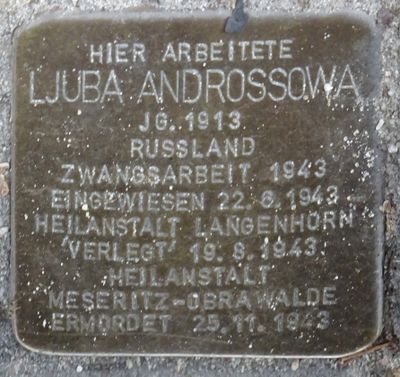 HIER ARBEITETE
LJUBA ANDROSSOWA
JG. 1913
RUSSLAND
ZWANGSARBEIT 1943
EINGEWIESEN 22.6.1943
HEILANSTALT LANGENHORN
'VERLEGT' 19.8.1943
HEILANSTALT
MESERITZ-OBRAWALDE
ERMORDET 25.11.1943